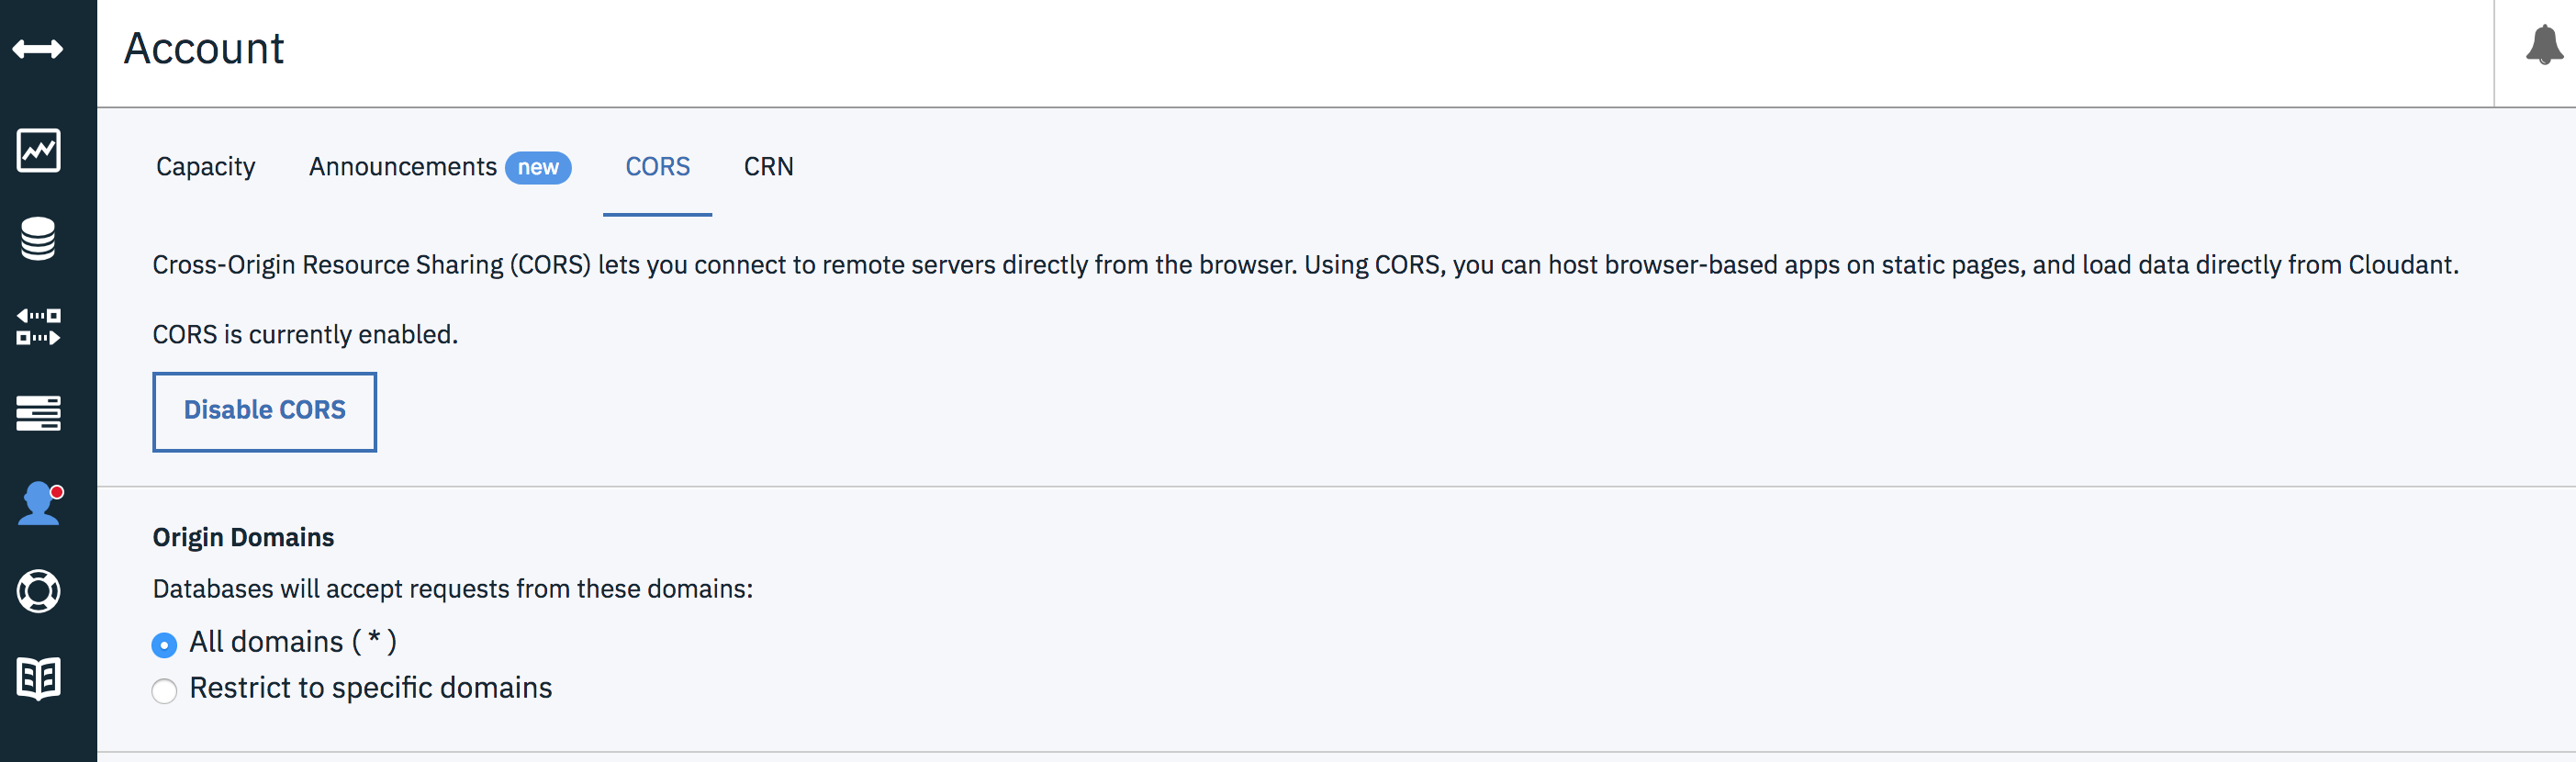 Account
Capacity Announcements new CORS CRN
Cross-Origin Resource Sharing (CORS) lets you connect to remote servers directly from the browser. Using CORS, you can host browser-based apps on static pages, and load data directly from Cloudant.
CORS is currently enabled.
Disable CORS
Origin Domains
Databases will accept requests from these domains:
All domains ( * )
Restrict to specific domains